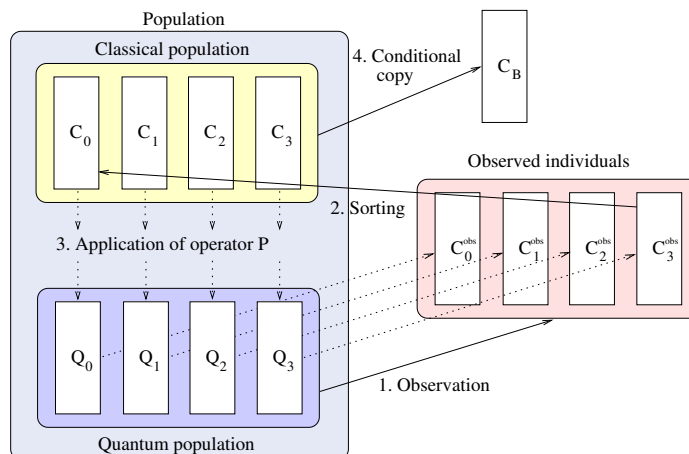 Population
Classical population
4. Conditional
copy
C_B
C_0 C_1 C_2 C_3
Observed individuals
2. Sorting
C_0^obs C_1^obs C_2^obs C_3^obs
3. Application of operator P
Q_0 Q_1 Q_2 Q_3
1. Observation
Quantum population